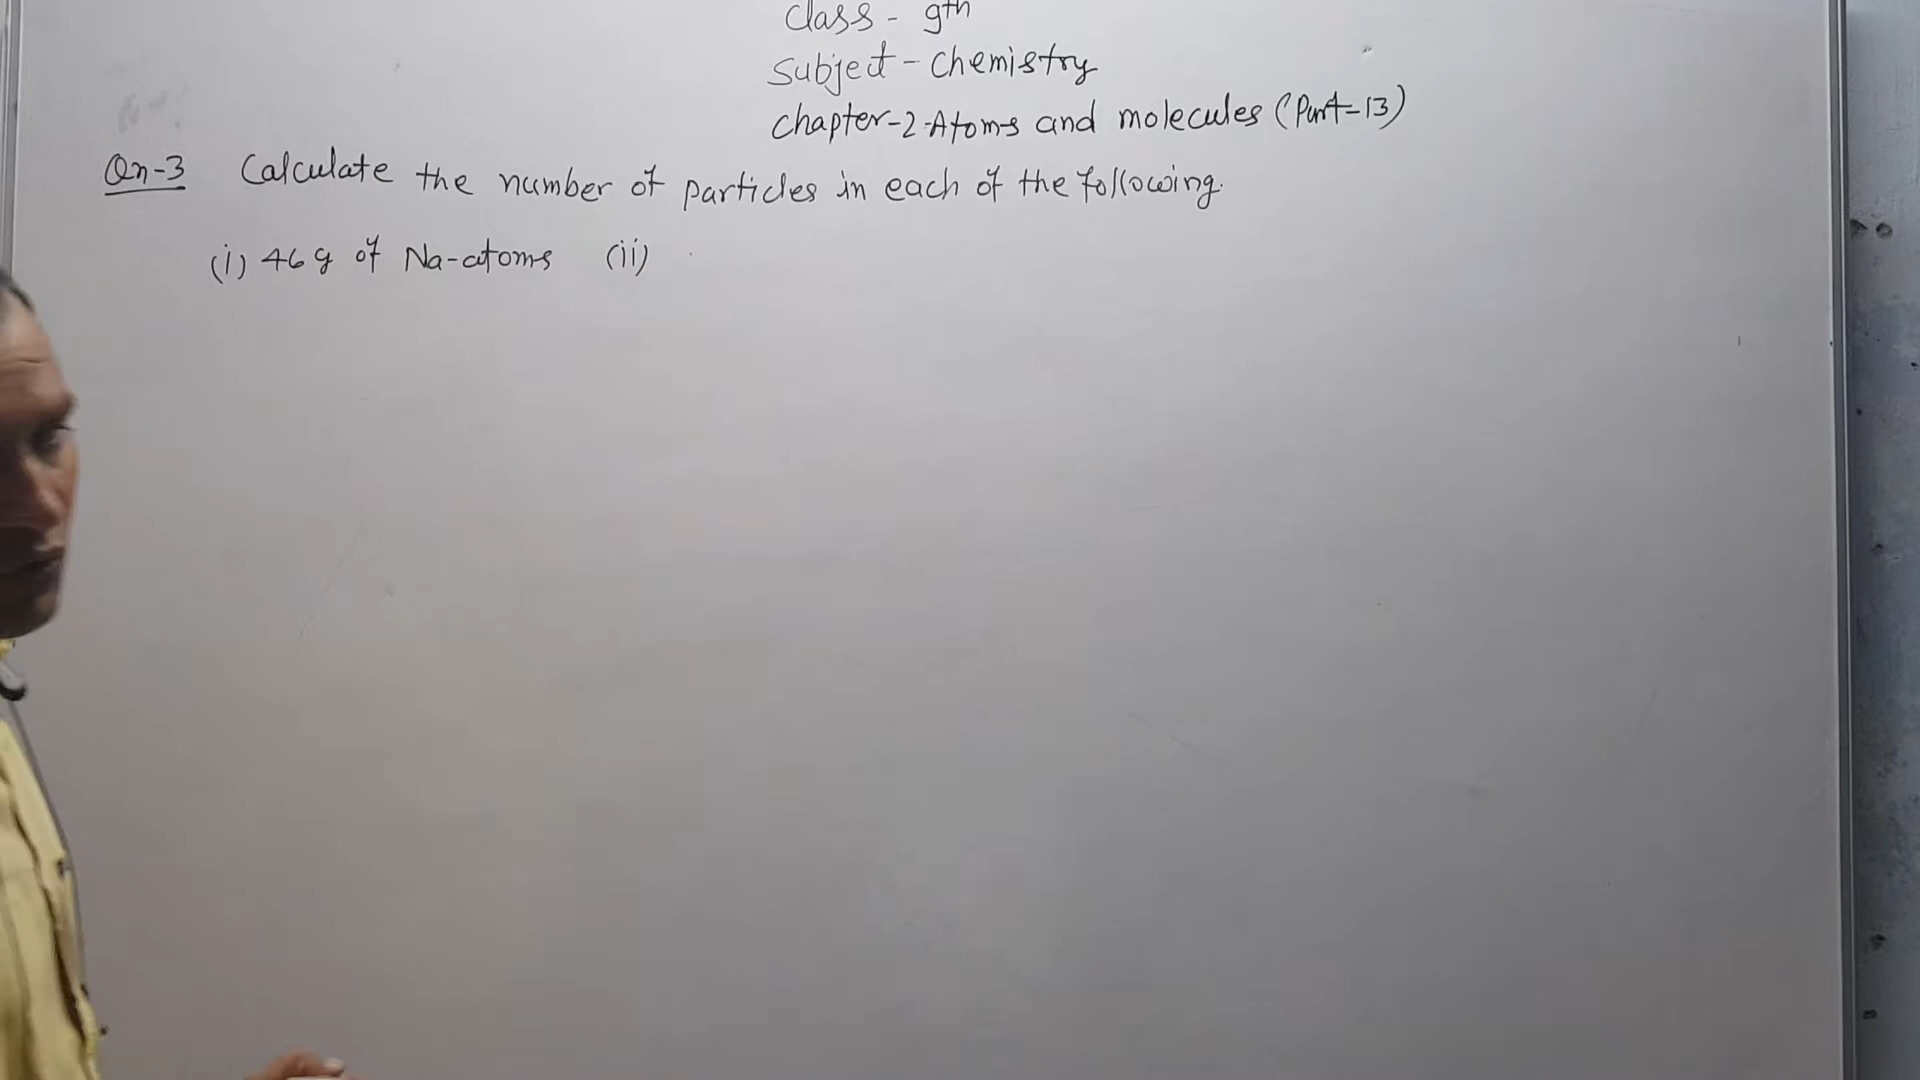 Class - 9th
Subject - Chemistry
Chapter-2-Atoms and molecules (Part-13)
Qn-3 Calculate the number of particles in each of the following.
(i) 46 g of Na-atoms (ii)